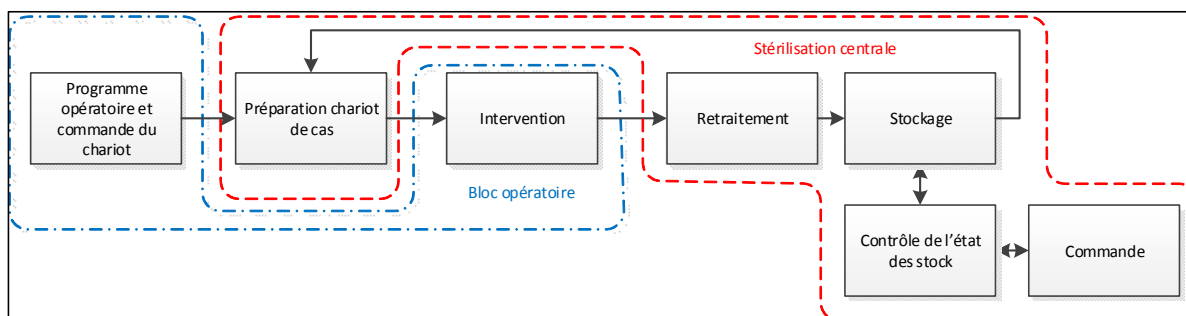 Stérilisation centrale
Programme
opératoire et
commande du
chariot
Préparation chariot
de cas
Intervention
Retraitement
Stockage
Bloc opératoire
Contrôle de l'état
des stock
Commande